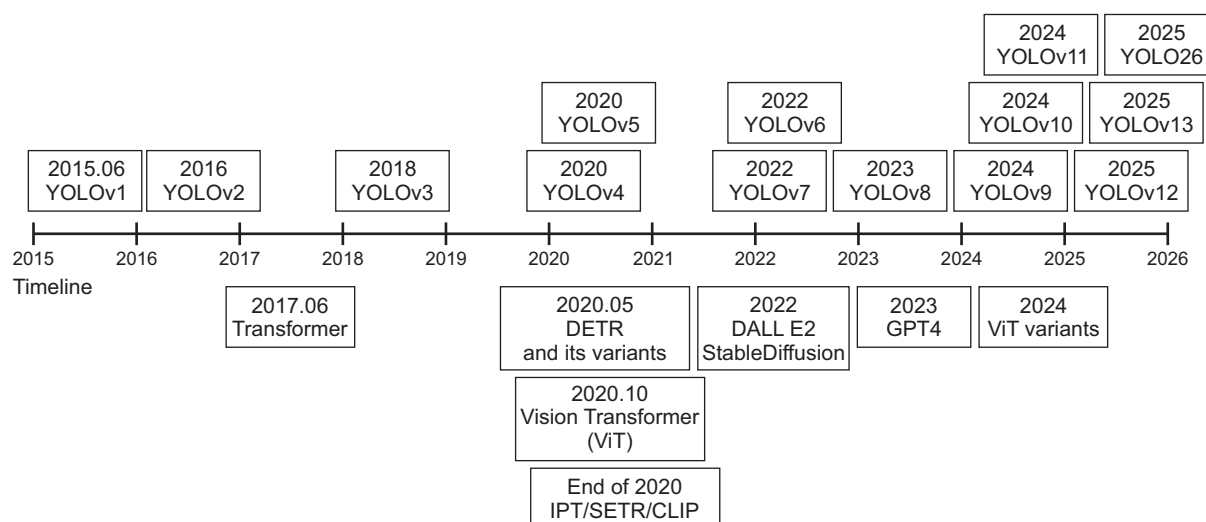 2024
YOLOv11
2025
YOLO26
2020
YOLOv5
2022
YOLOv6
2024
YOLOv10
2025
YOLOv13
2015.06
YOLOv1
2016
YOLOv2
2018
YOLOv3
2020
YOLOv4
2022
YOLOv7
2023
YOLOv8
2024
YOLOv9
2025
YOLOv12
2015 2016 2017 2018 2019 2020 2021 2022 2023 2024 2025 2026
Timeline
2017.06
Transformer
2020.05
DETR
and its variants
2022
DALL E2
StableDiffusion
2023
GPT4
2024
ViT variants
2020.10
Vision Transformer
(ViT)
End of 2020
IPT/SETR/CLIP